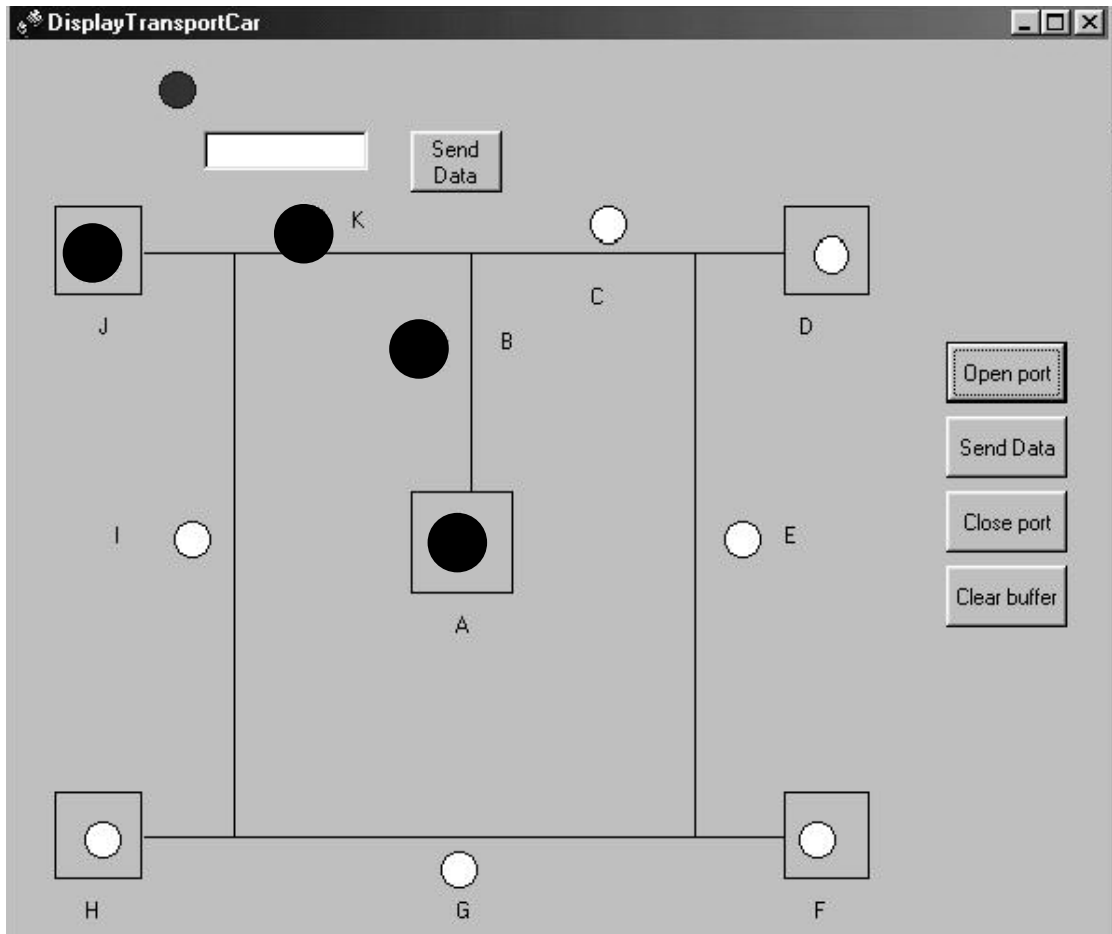 DisplayTransportCar
Send
Data
K
C
J
D
B
Open port
Send Data
I
E
Close port
A
Clear buffer
H
G
F